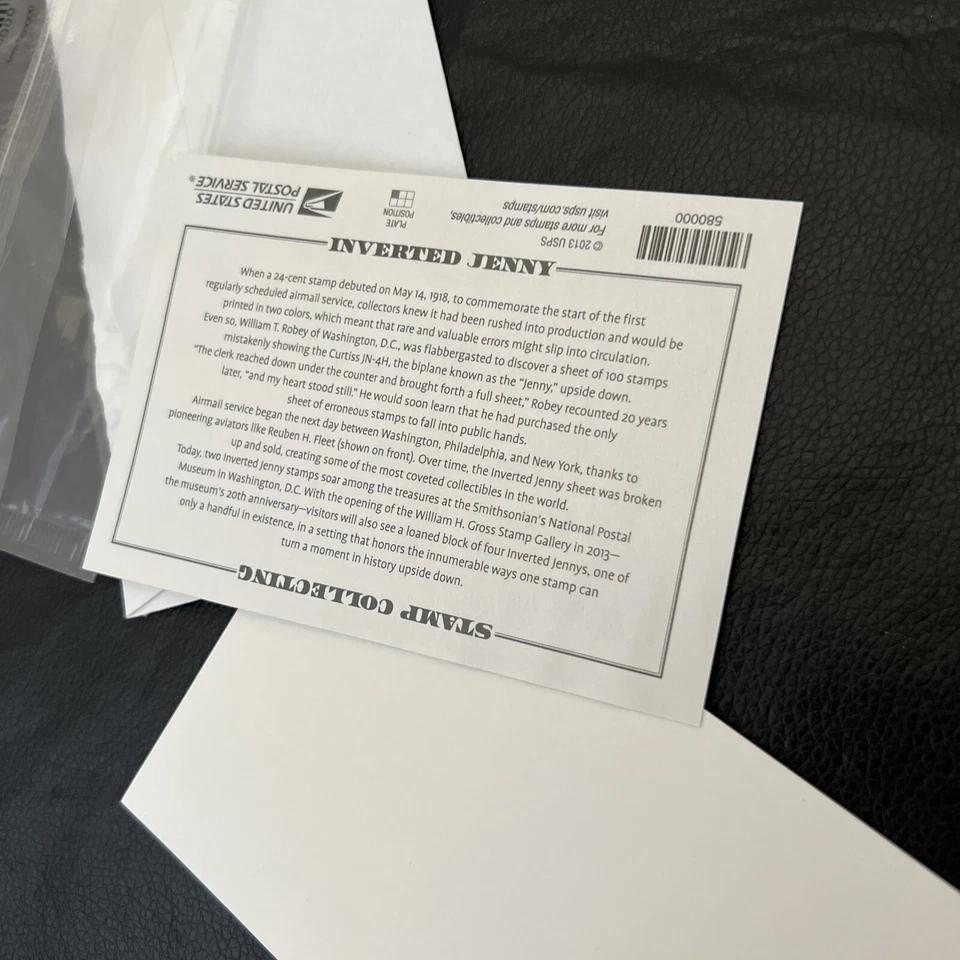 UNITED STATES
POSTAL SERVICE®
PLATE
POSITION
© 2013 USPS
For more stamps and collectibles,
visit usps.com/stamps
580000
INVERTED JENNY
When a 24-cent stamp debuted on May 14, 1918, to commemorate the start of the first
regularly scheduled airmail service, collectors knew it had been rushed into production and would be
printed in two colors, which meant that rare and valuable errors might slip into circulation.
Even so, William T. Robey of Washington, D.C., was flabbergasted to discover a sheet of 100 stamps
mistakenly showing the Curtiss JN-4H, the biplane known as the "Jenny," upside down.
"The clerk reached down under the counter and brought forth a full sheet," Robey recounted 20 years
later, "and my heart stood still." He would soon learn that he had purchased the only
sheet of erroneous stamps to fall into public hands.
Airmail service began the next day between Washington, Philadelphia, and New York, thanks to
pioneering aviators like Reuben H. Fleet (shown on front). Over time, the Inverted Jenny sheet was broken
up and sold, creating some of the most coveted collectibles in the world.
Today, two Inverted Jenny stamps soar among the treasures at the Smithsonian's National Postal
Museum in Washington, D.C. With the opening of the William H. Gross Stamp Gallery in 2013—
the museum's 20th anniversary—visitors will also see a loaned block of four Inverted Jennys, one of
only a handful in existence, in a setting that honors the innumerable ways one stamp can
turn a moment in history upside down.
STAMP COLLECTING